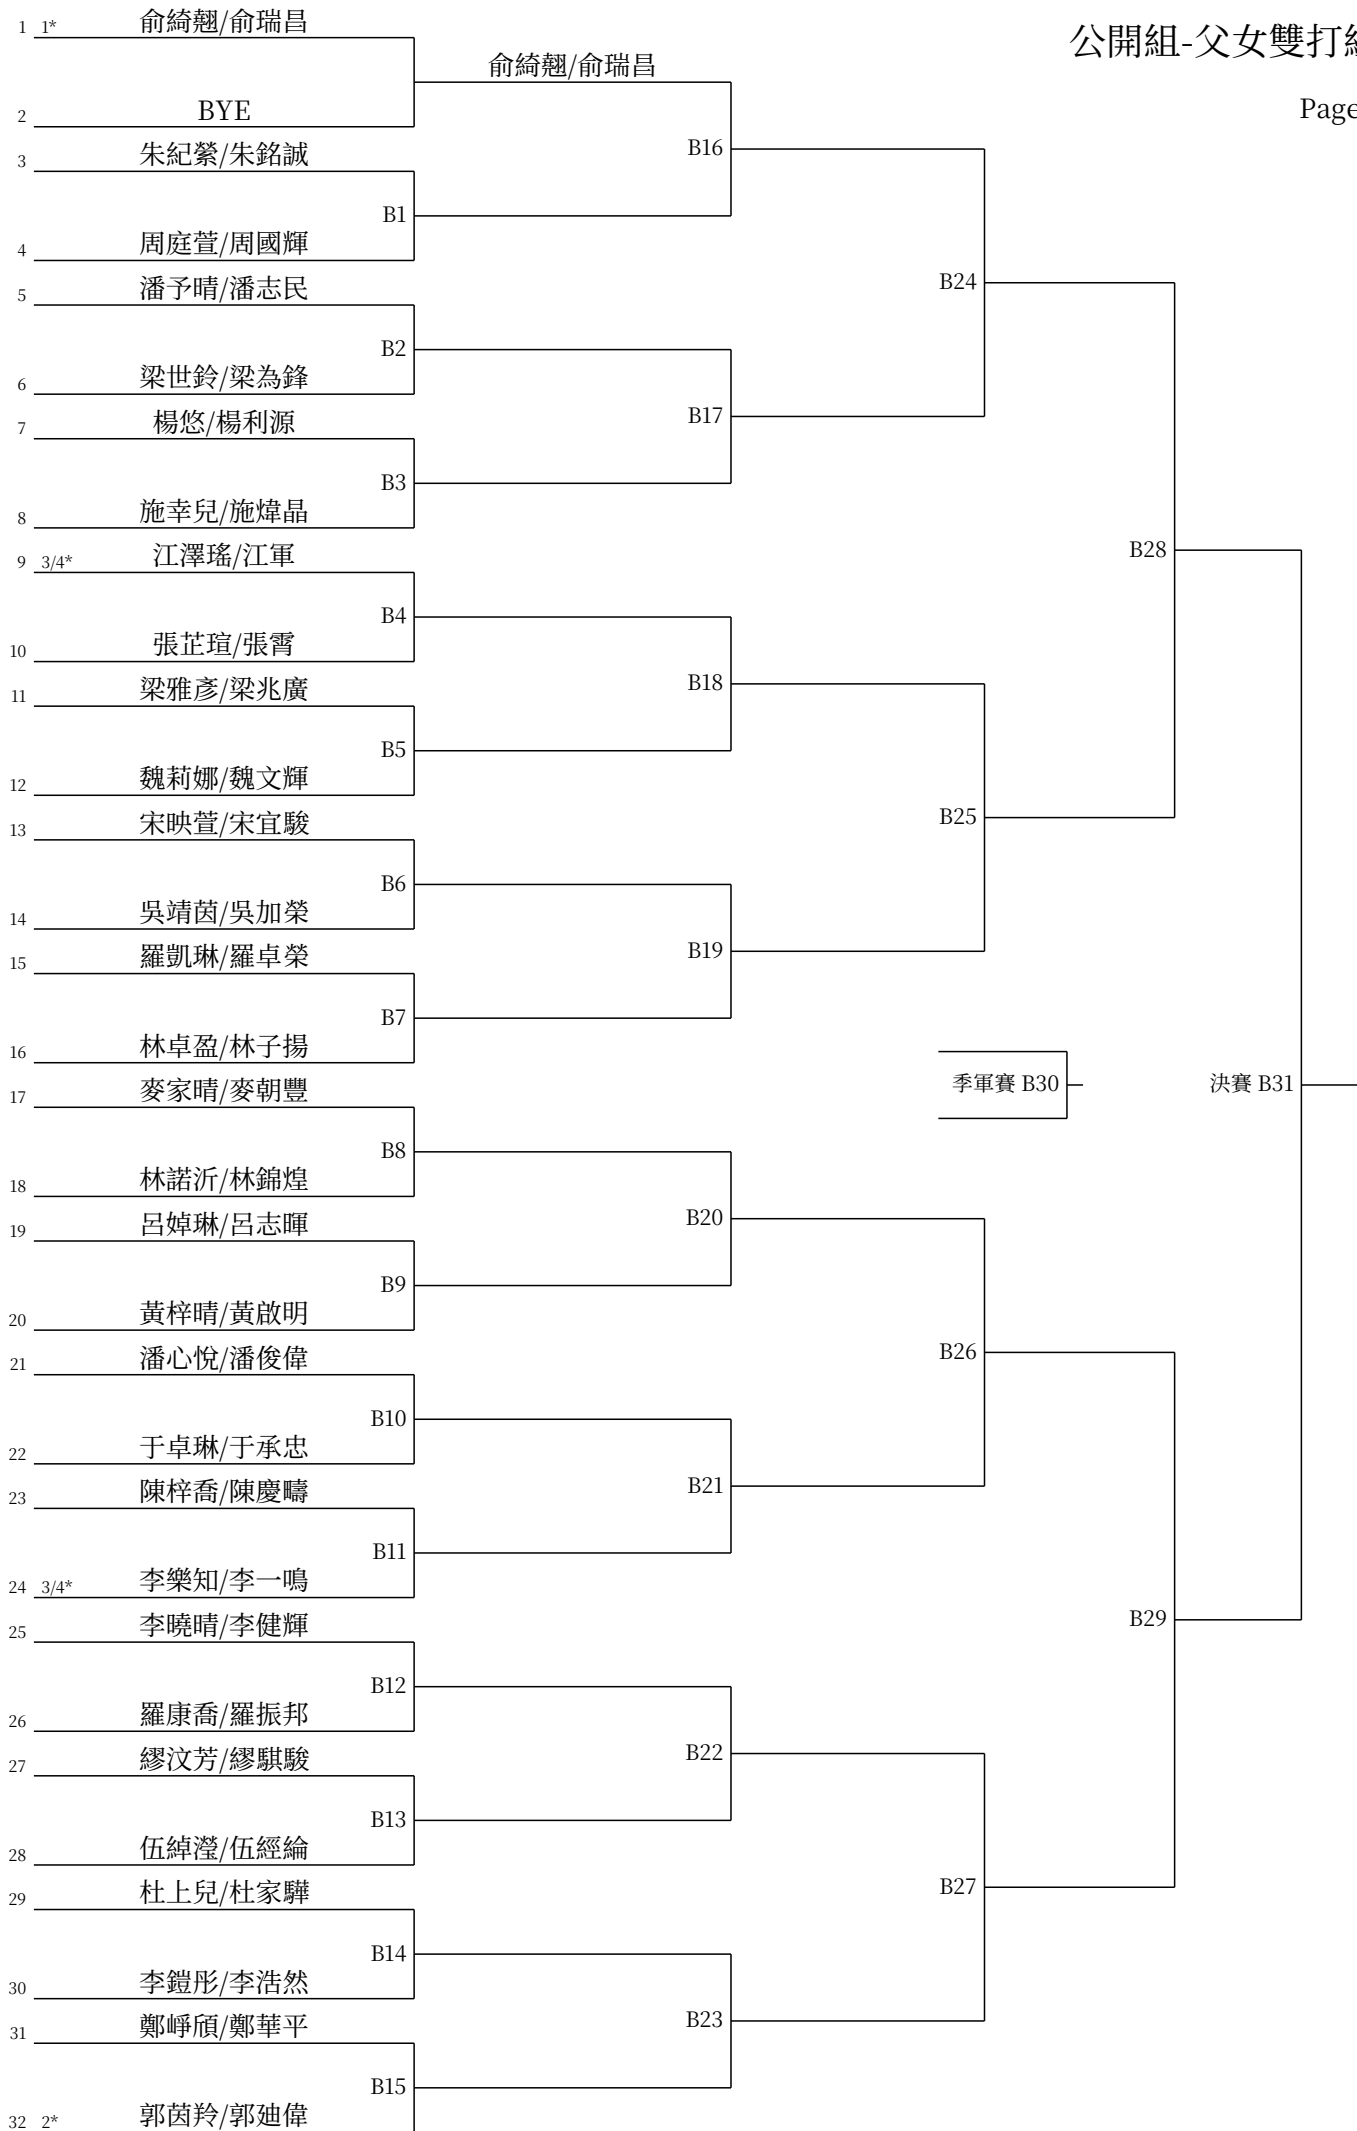 公開組-父女雙打
Page
1 1* 俞綺翹/俞瑞昌
俞綺翹/俞瑞昌
2 BYE
B16
3 朱紀縈/朱銘誠
B1
4 周庭萱/周國輝
B24
5 潘予晴/潘志民
B2
6 梁世鈴/梁為鋒
B17
7 楊悠/楊利源
B3
8 施幸兒/施煒晶
B28
9 3/4* 江澤瑤/江軍
B4
10 張芷瑄/張霄
B18
11 梁雅彥/梁兆廣
B5
12 魏莉娜/魏文輝
B25
13 宋映萱/宋宜駿
B6
14 吳靖茵/吳加榮
B19
15 羅凱琳/羅卓榮
B7
16 林卓盈/林子揚
季軍賽 B30
決賽 B31
17 麥家晴/麥朝豐
B8
18 林諾沂/林錦煌
B20
19 呂婥琳/呂志暉
B9
20 黃梓晴/黃啟明
B26
21 潘心悅/潘俊偉
B10
22 于卓琳/于承忠
B21
23 陳梓喬/陳慶疇
B11
24 3/4* 李樂知/李一鳴
B29
25 李曉晴/李健輝
B12
26 羅康喬/羅振邦
B22
27 繆汶芳/繆騏駿
B13
28 伍綽瀅/伍經綸
B27
29 杜上兒/杜家驊
B14
30 李鎧彤/李浩然
B23
31 鄭崢頎/鄭華平
B15
32 2* 郭茵羚/郭廸偉